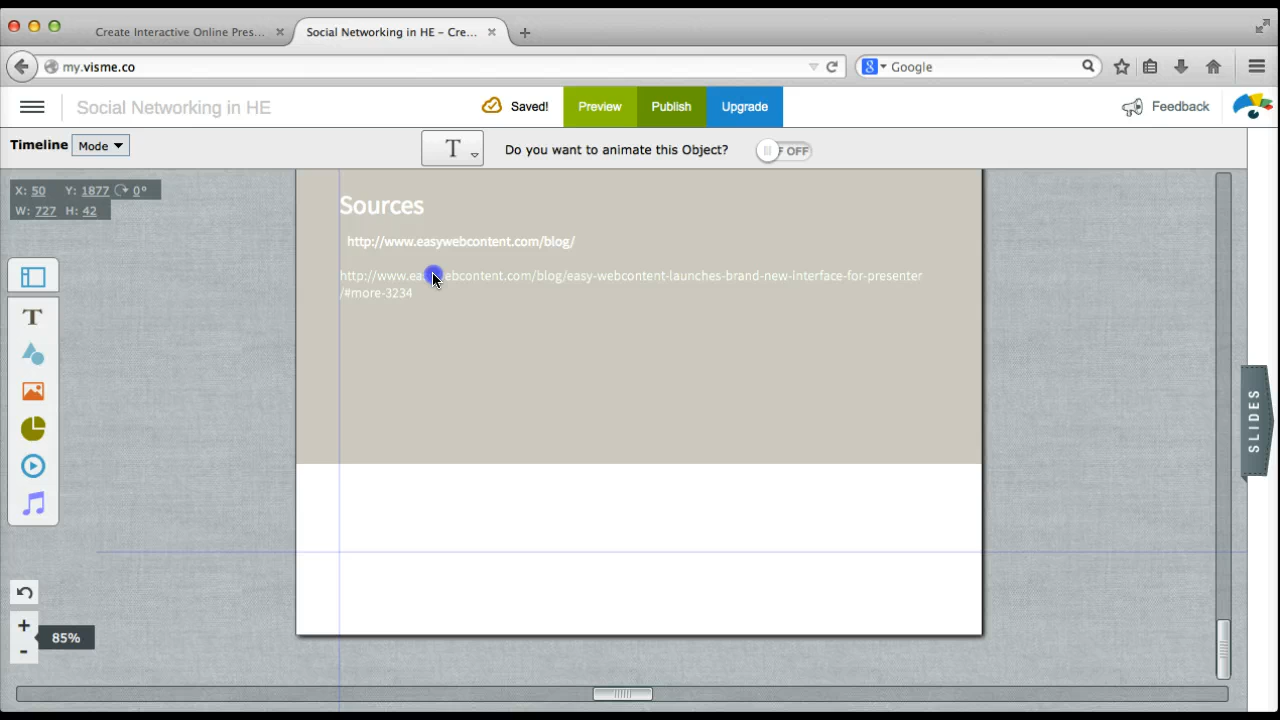 Create Interactive Online Pres...
Social Networking in HE – Cre...
my.visme.co
Google
Social Networking in HE
Saved!
Preview
Publish
Upgrade
Feedback
Timeline
Mode
T
Do you want to animate this Object?
OFF
X: 50 Y: 1877 0°
W: 727 H: 42
Sources
http://www.easywebcontent.com/blog/
http://www.easywebcontent.com/blog/easy-webcontent-launches-brand-new-interface-for-presenter
/#more-3234
T
SLIDES
85%